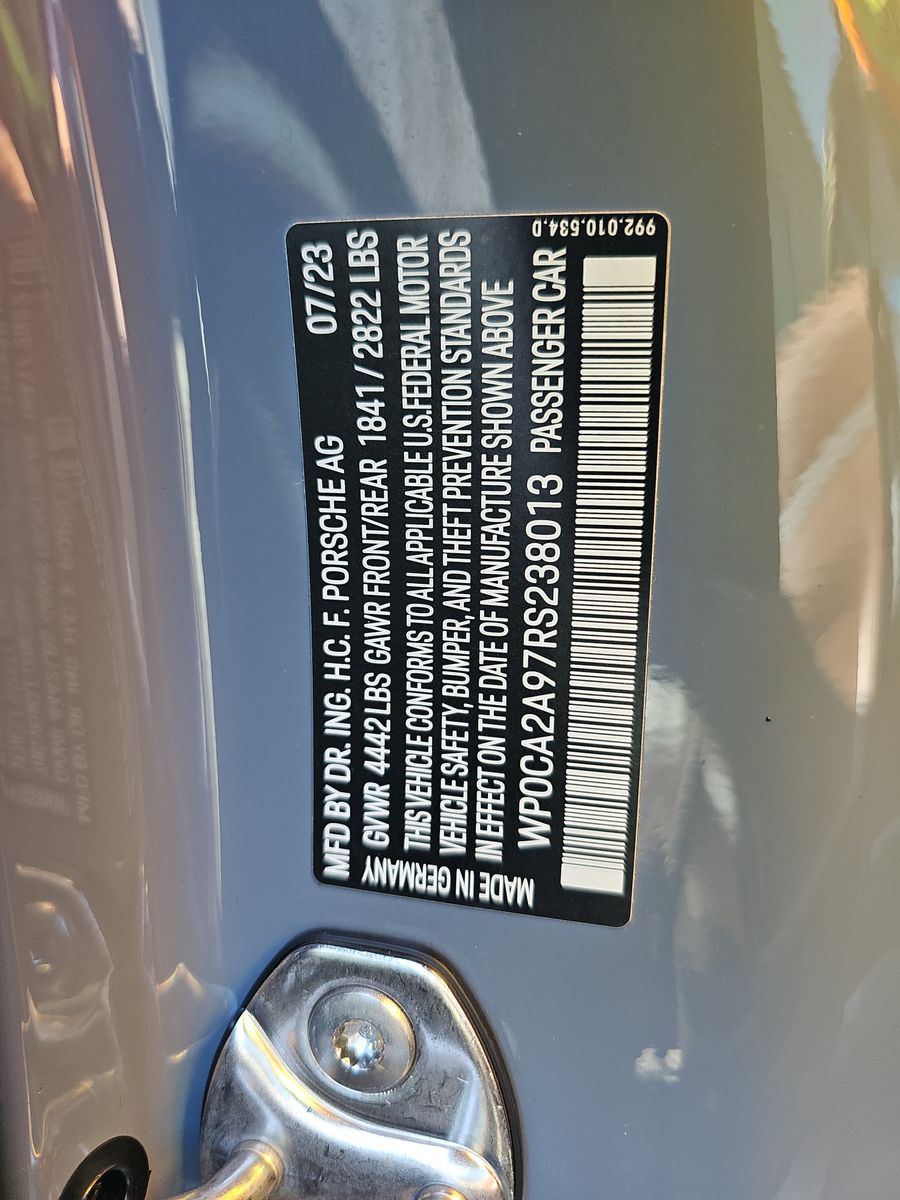 MFD BY DR. ING. H.C. F. PORSCHE AG 07/23
GVWR 4442 LBS GAWR FRONT/REAR 1841 / 2822 LBS
THIS VEHICLE CONFORMS TO ALL APPLICABLE U.S. FEDERAL MOTOR
VEHICLE SAFETY, BUMPER, AND THEFT PREVENTION STANDARDS
IN EFFECT ON THE DATE OF MANUFACTURE SHOWN ABOVE
WP0CA2A97RS238013 PASSENGER CAR
MADE IN GERMANY
992.010.534.D